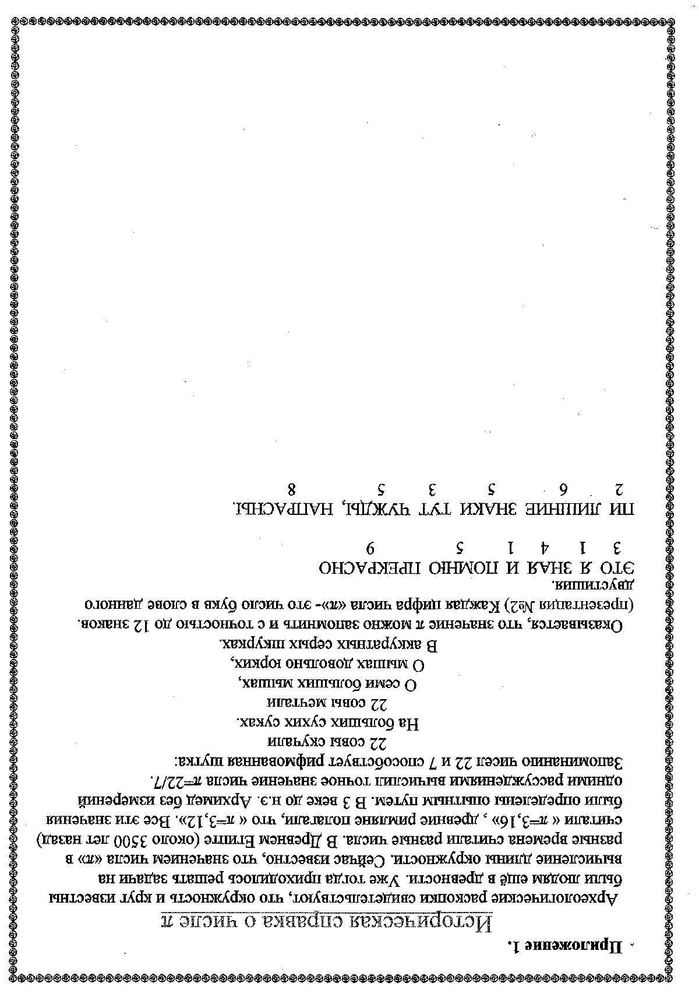 Приложение 1.
Историческая справка о числе π
Археологические раскопки свидетельствуют, что окружность и круг известны
были людям ещё в древности. Уже тогда приходилось решать задачи на
вычисление длины окружности. Сейчас известно, что значением числа «π» в
разные времена считали разные числа. В Древнем Египте (около 3500 лет назад)
считали « π=3,16» , древние римляне полагали, что « π=3,12». Все эти значения
были определены опытным путем. В 3 веке до н.э. Архимед без измерений
одними рассуждениями вычислил точное значение числа π=22/7.
Запоминанию чисел 22 и 7 способствует рифмованная шутка:
22 совы скучали
На больших сухих суках.
22 совы мечтали
О семи больших мышах,
О мышах довольно юрких,
В аккуратных серых шкурках.
Оказывается, что значение π можно запомнить и с точностью до 12 знаков.
(презентация №2) Каждая цифра числа «π»- это число букв в слове данного
двустишия.
ЭТО Я ЗНАЯ И ПОМНЮ ПРЕКРАСНО
3 1 4 1 5 9
ПИ ЛИШНИЕ ЗНАКИ ТУТ ЧУЖДЫ, НАПРАСНЫ.
2 6 5 3 5 8